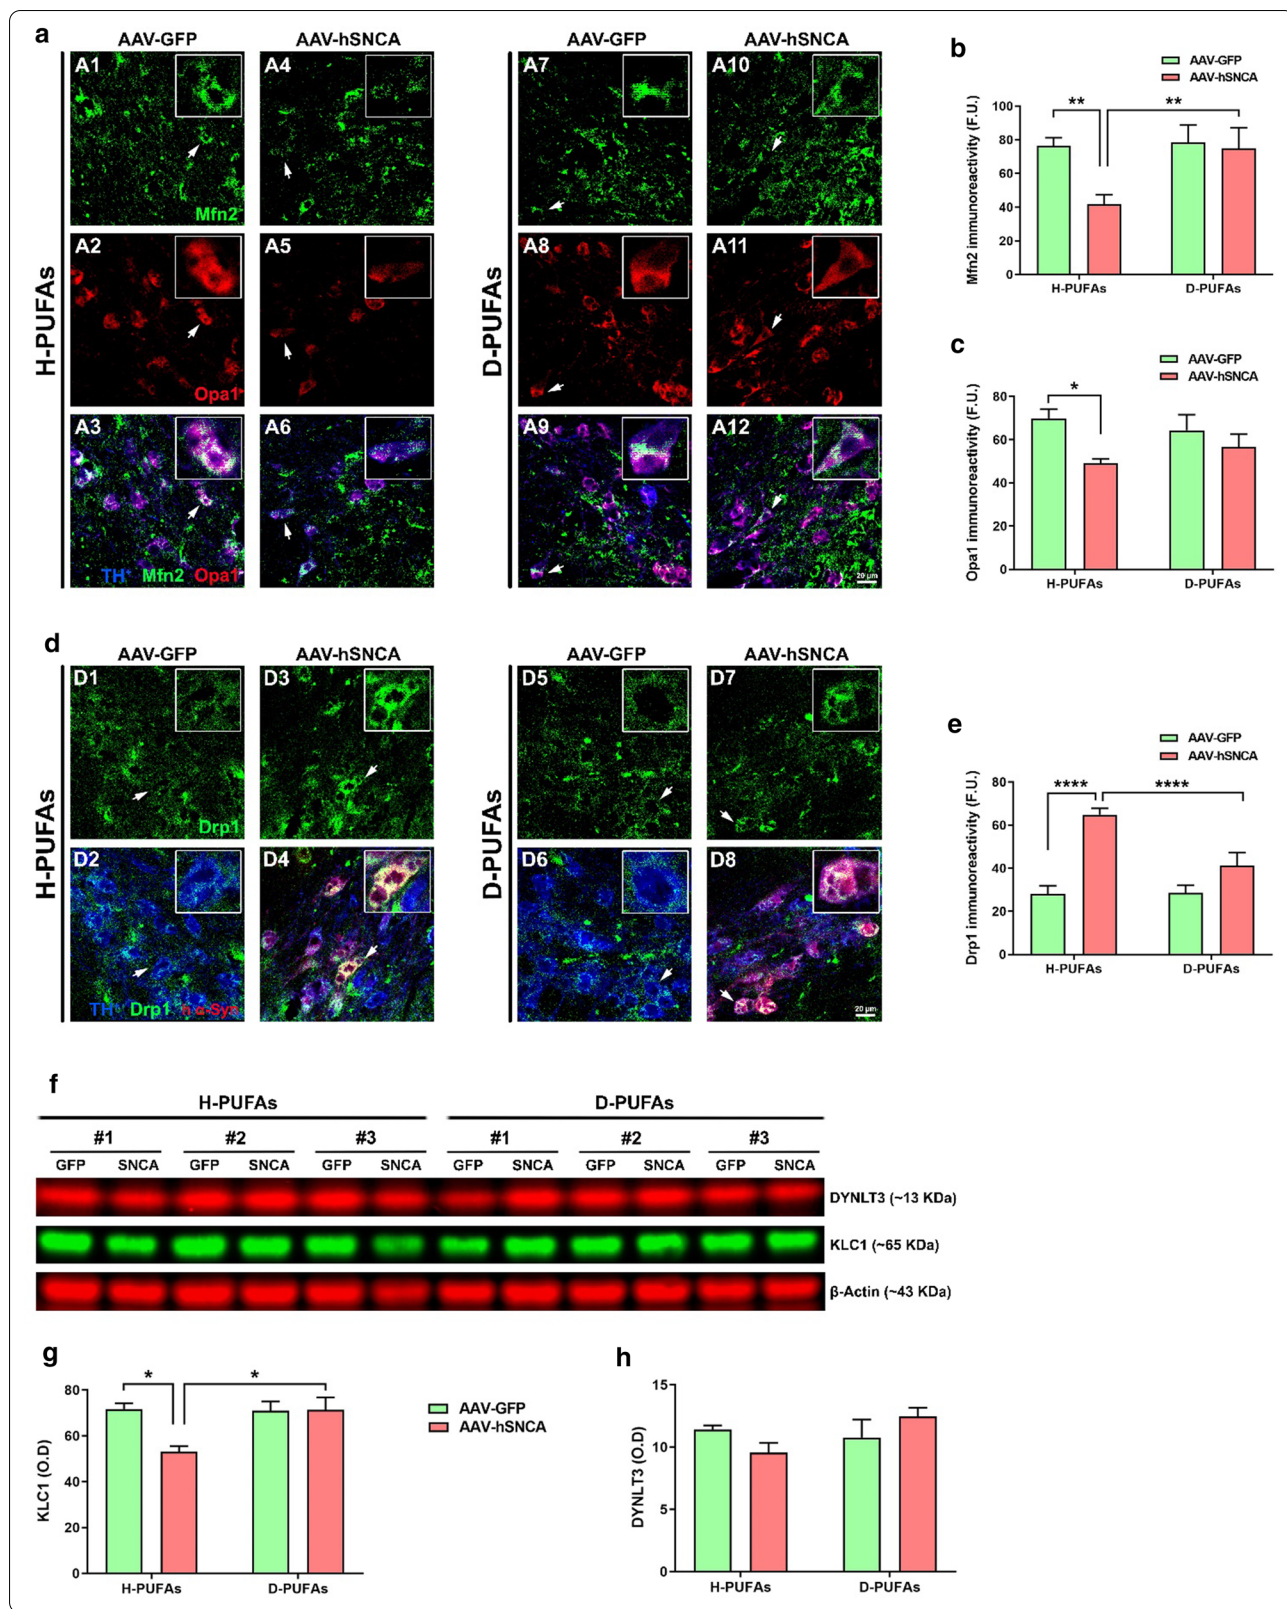 a
AAV-GFP AAV-hSNCA AAV-GFP AAV-hSNCA
H-PUFAs
D-PUFAs
A1 A4 A7 A10
Mfn2
A2 A5 A8 A11
Opa1
A3 A6 A9 A12
TH+ Mfn2 Opa1
20 µm
b
AAV-GFP
AAV-hSNCA
Mfn2 immunoreactivity (F.U.)
100
80
60
40
20
0
** **
H-PUFAs D-PUFAs
c
AAV-GFP
AAV-hSNCA
Opa1 immunoreactivity (F.U.)
80
60
40
20
0
*
H-PUFAs D-PUFAs
d
AAV-GFP AAV-hSNCA AAV-GFP AAV-hSNCA
H-PUFAs
D-PUFAs
D1 D3 D5 D7
Drp1
D2 D4 D6 D8
TH+ Drp1 h α-Syn
20 µm
e
AAV-GFP
AAV-hSNCA
Drp1 immunoreactivity (F.U.)
80
60
40
20
0
**** ****
H-PUFAs D-PUFAs
f
H-PUFAs D-PUFAs
#1 #2 #3 #1 #2 #3
GFP SNCA GFP SNCA GFP SNCA GFP SNCA GFP SNCA GFP SNCA
DYNLT3 (~13 KDa)
KLC1 (~65 KDa)
β-Actin (~43 KDa)
g
KLC1 (O.D)
80
60
40
20
0
* *
H-PUFAs D-PUFAs
AAV-GFP
AAV-hSNCA
h
DYNLT3 (O.D)
15
10
5
0
H-PUFAs D-PUFAs